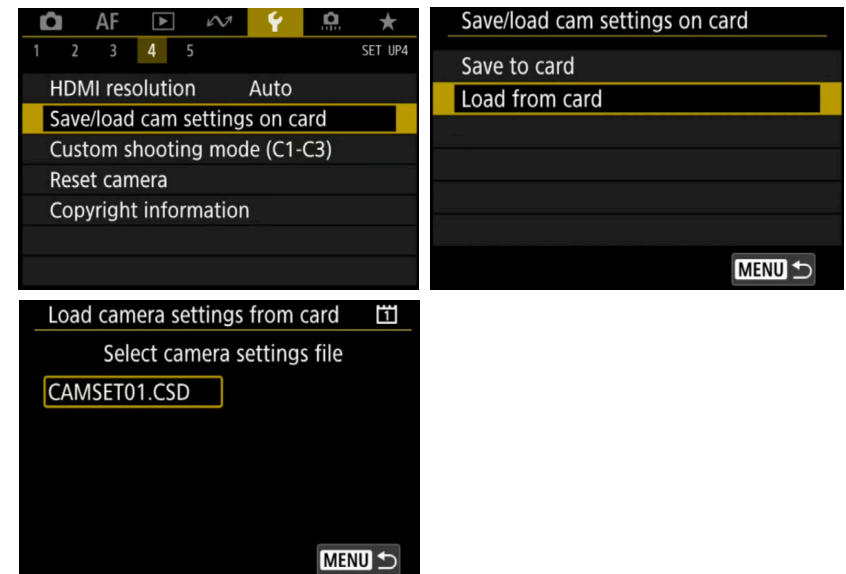 AF
1 2 3 4 5 SET UP4
HDMI resolution Auto
Save/load cam settings on card
Custom shooting mode (C1-C3)
Reset camera
Copyright information
Save/load cam settings on card
Save to card
Load from card
MENU
Load camera settings from card 1
Select camera settings file
CAMSET01.CSD
MENU